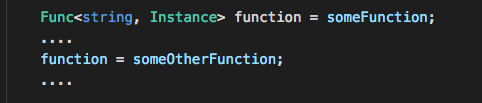 Func<string, Instance> function = someFunction;
....
function = someOtherFunction;
....